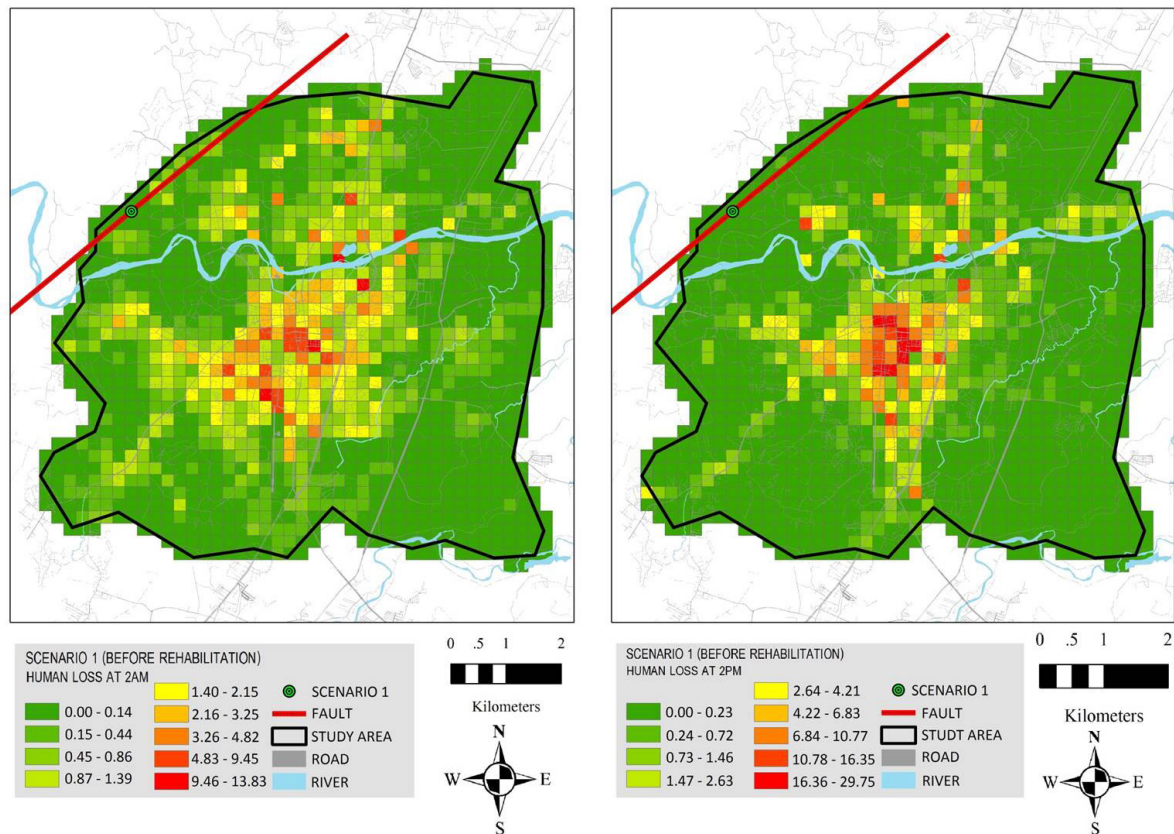 SCENARIO 1 (BEFORE REHABILITATION)
HUMAN LOSS AT 2AM
0.00 - 0.14
0.15 - 0.44
0.45 - 0.86
0.87 - 1.39
1.40 - 2.15
2.16 - 3.25
3.26 - 4.82
4.83 - 9.45
9.46 - 13.83
SCENARIO 1
FAULT
STUDY AREA
ROAD
RIVER
0 .5 1 2
Kilometers
N
W E
S
SCENARIO 1 (BEFORE REHABILITATION)
HUMAN LOSS AT 2PM
0.00 - 0.23
0.24 - 0.72
0.73 - 1.46
1.47 - 2.63
2.64 - 4.21
4.22 - 6.83
6.84 - 10.77
10.78 - 16.35
16.36 - 29.75
SCENARIO 1
FAULT
STUDT AREA
ROAD
RIVER
0 .5 1 2
Kilometers
N
W E
S